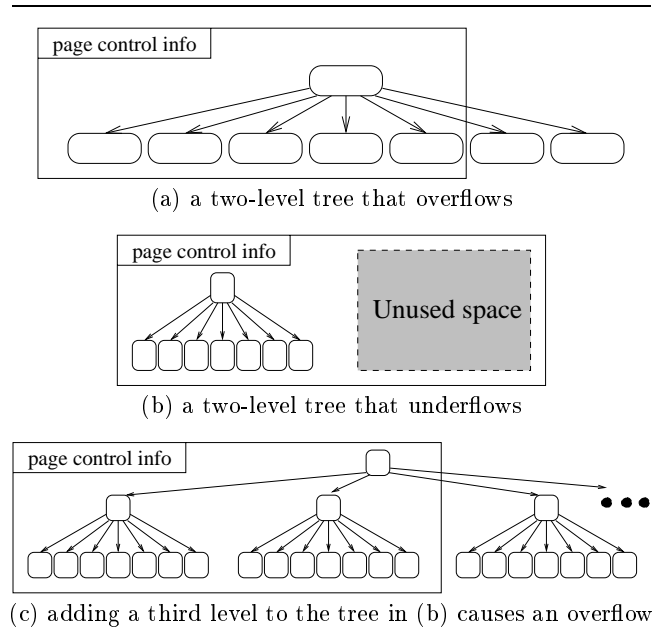 page control info
(a) a two-level tree that overflows
page control info
Unused space
(b) a two-level tree that underflows
page control info
(c) adding a third level to the tree in (b) causes an overflow